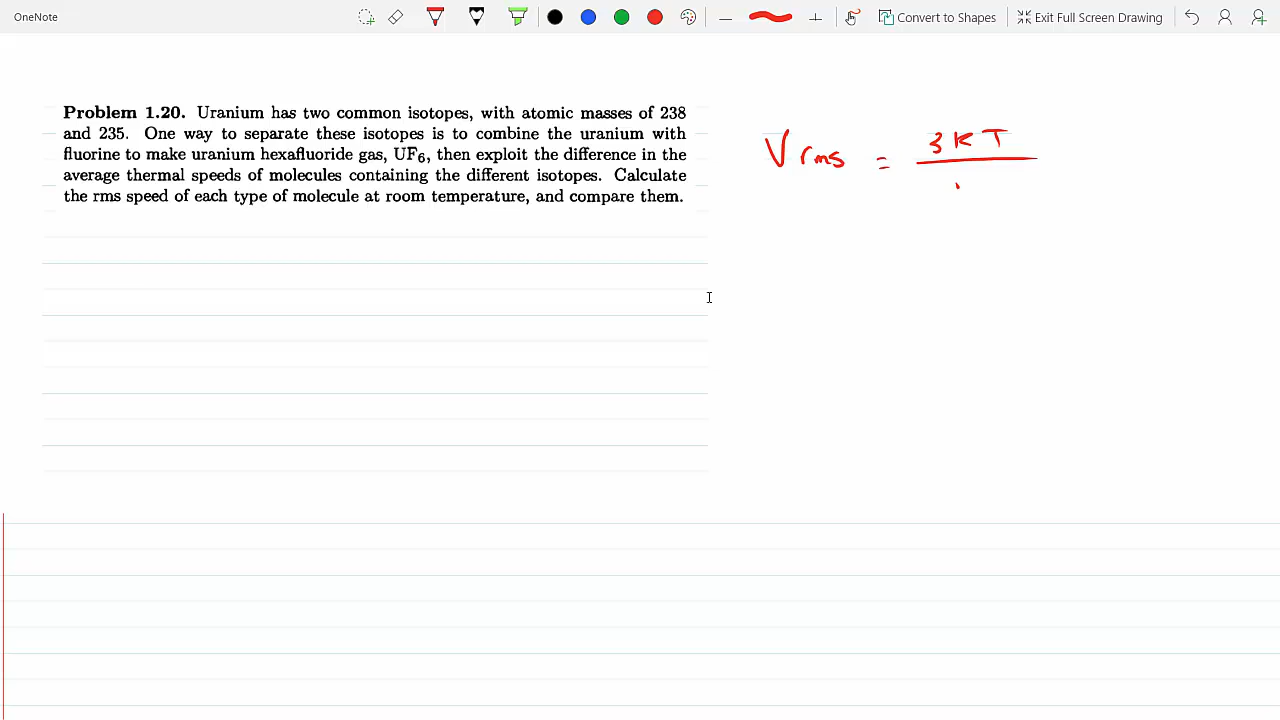 OneNote
Convert to Shapes
Exit Full Screen Drawing
Problem 1.20. Uranium has two common isotopes, with atomic masses of 238
and 235. One way to separate these isotopes is to combine the uranium with
fluorine to make uranium hexafluoride gas, UF₆, then exploit the difference in the
average thermal speeds of molecules containing the different isotopes. Calculate
the rms speed of each type of molecule at room temperature, and compare them.
Vrms = 3KT